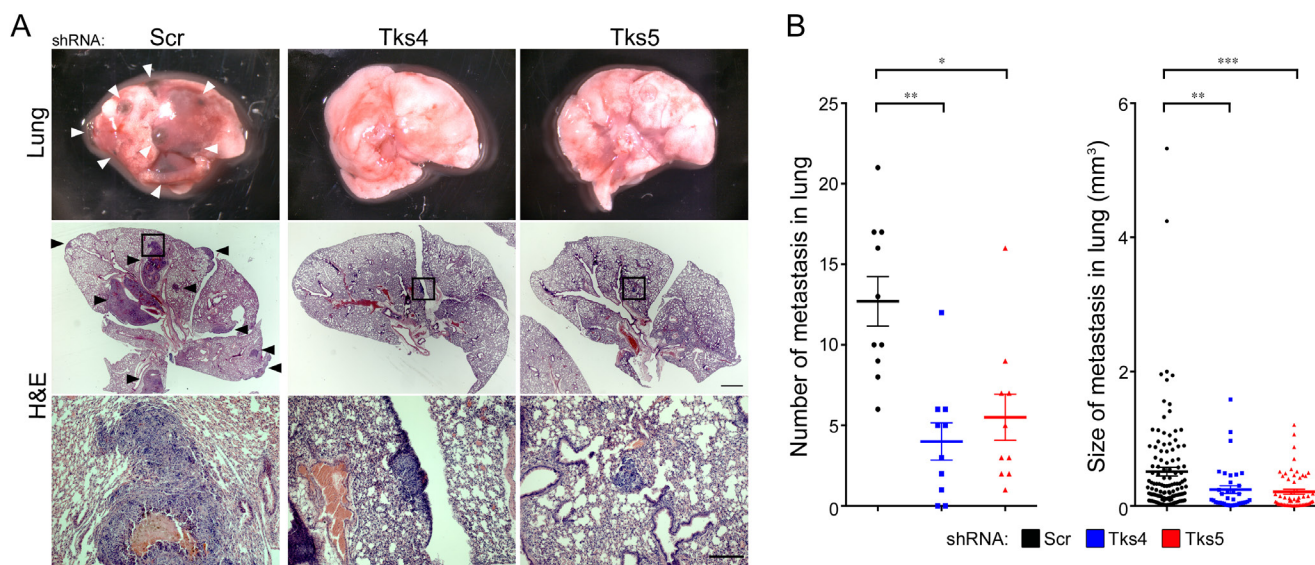 A
shRNA: Scr Tks4 Tks5
Lung
H&E
B
Number of metastasis in lung
25
20
15
10
5
0
*
**
Size of metastasis in lung (mm³)
6
4
2
0
***
**
shRNA: Scr Tks4 Tks5